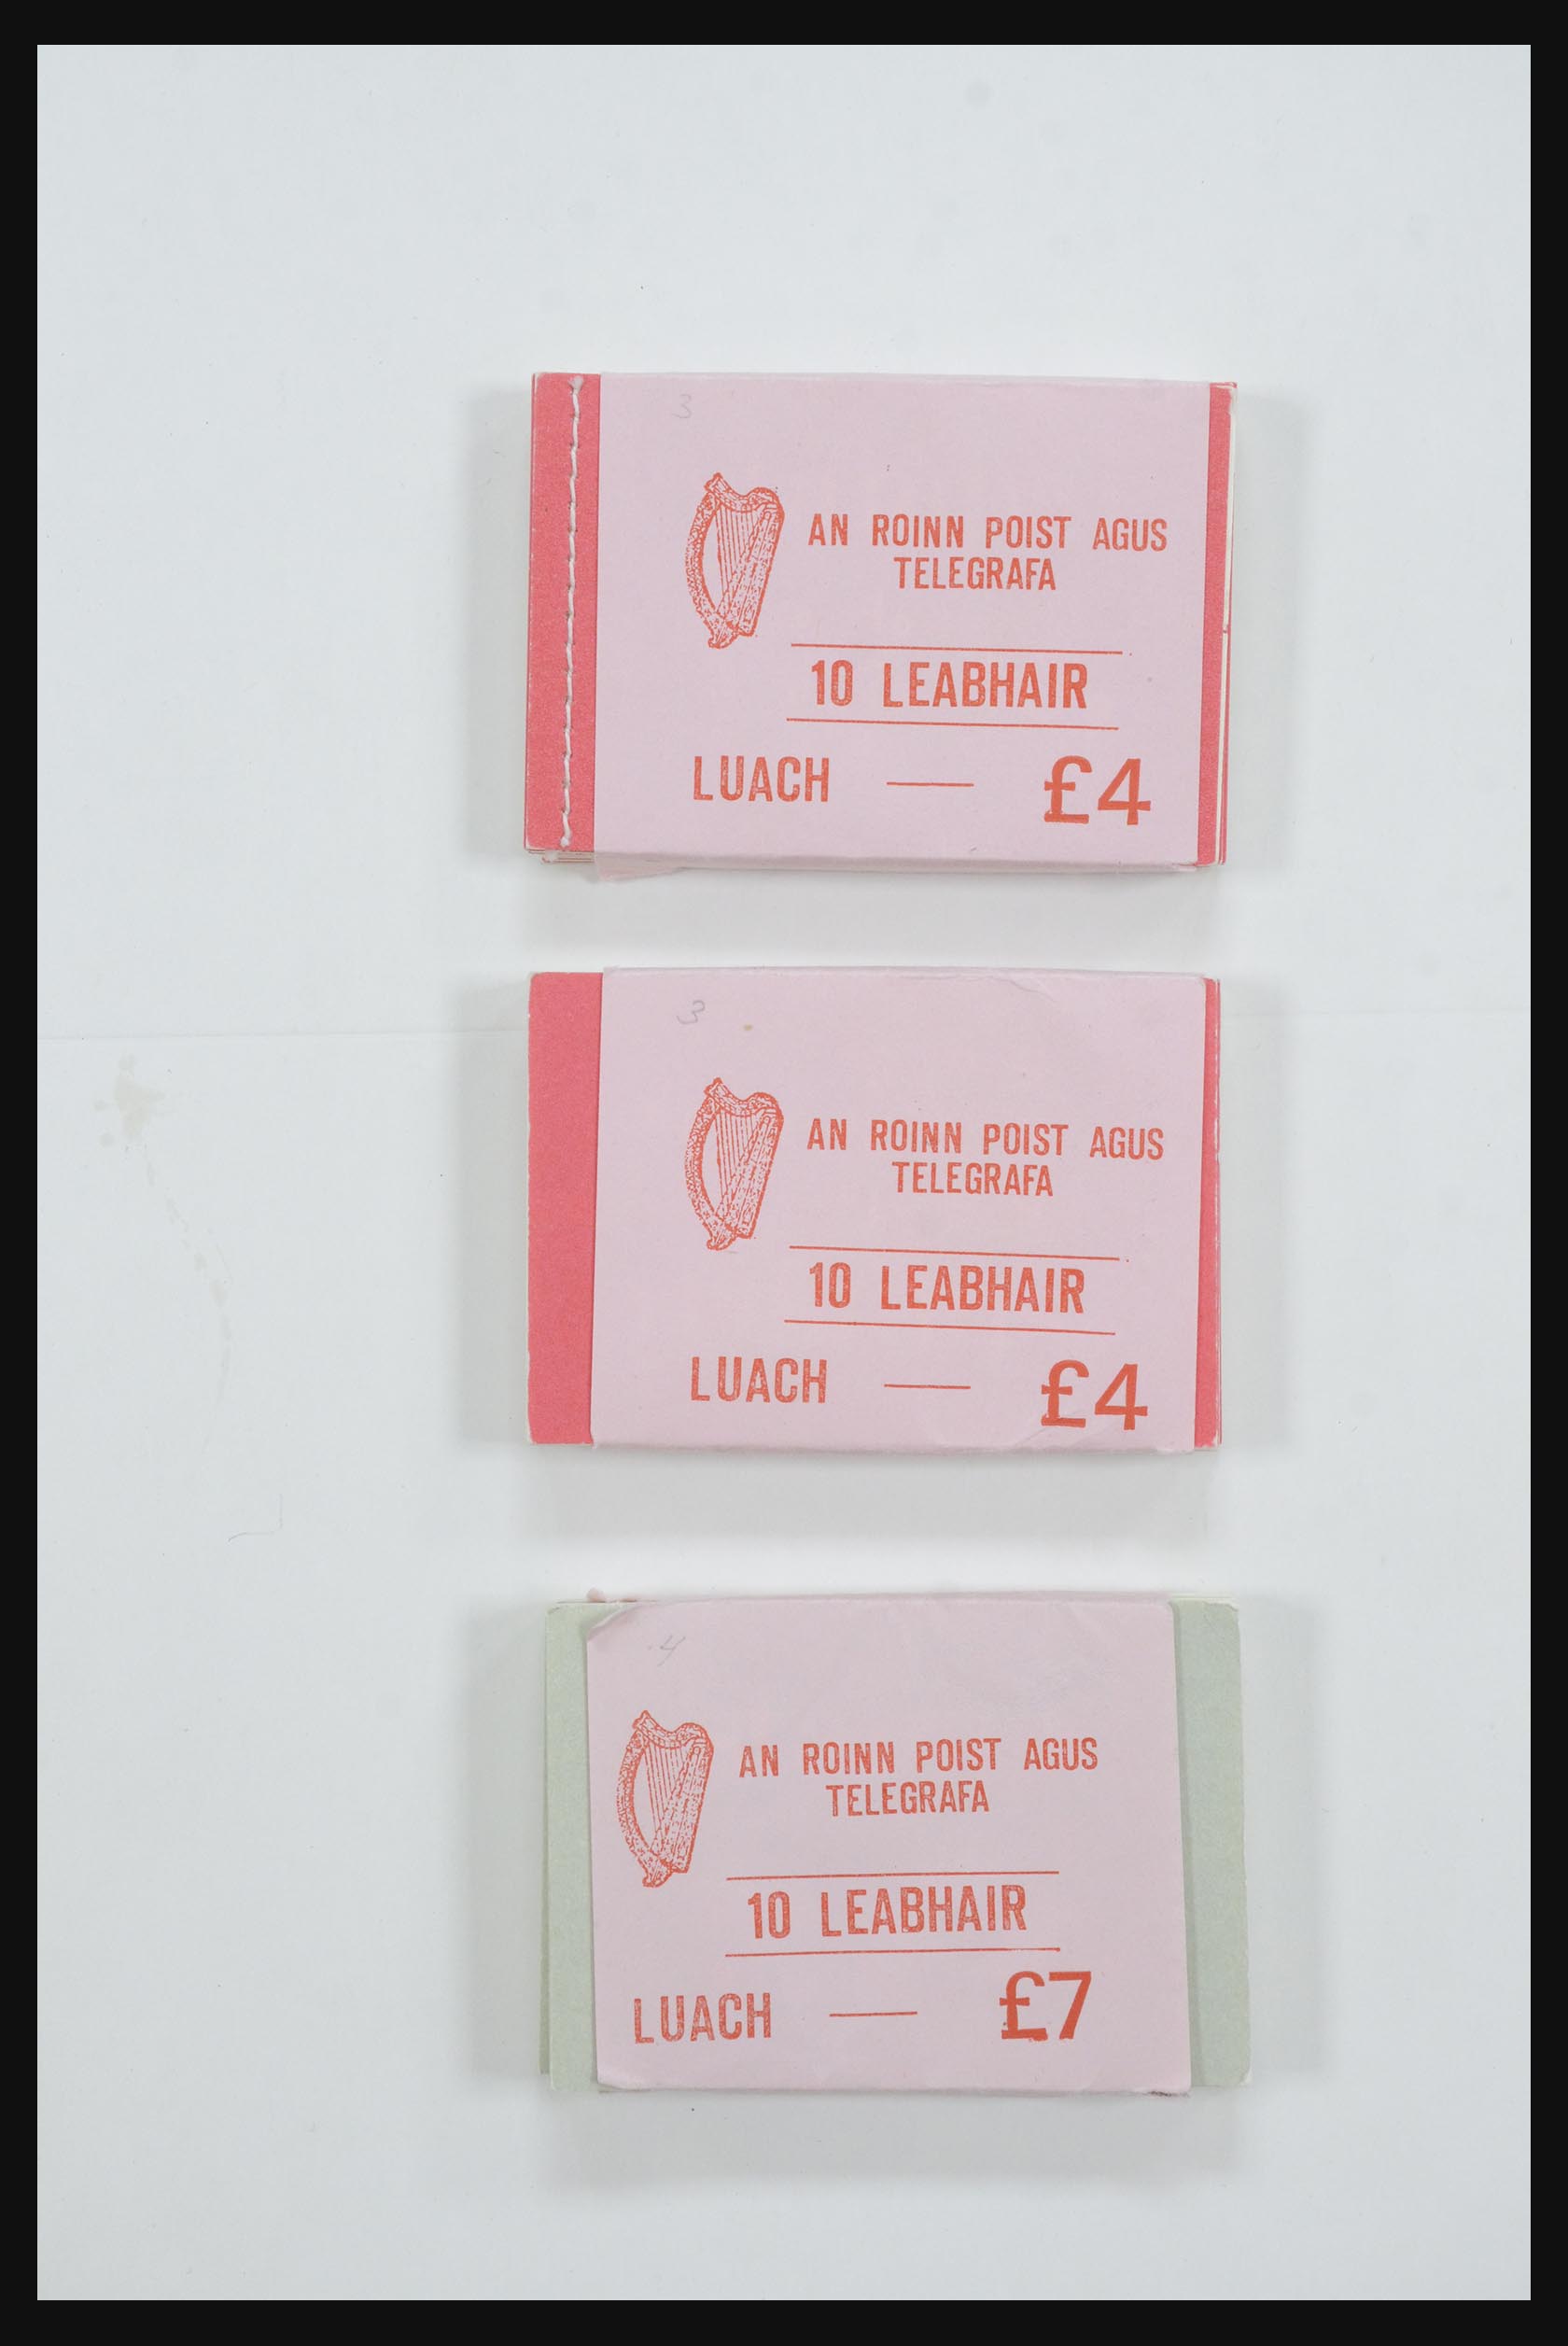 3
AN ROINN POIST AGUS
TELEGRAFA
10 LEABHAIR
LUACH — £4
3
AN ROINN POIST AGUS
TELEGRAFA
10 LEABHAIR
LUACH — £4
4
AN ROINN POIST AGUS
TELEGRAFA
10 LEABHAIR
LUACH — £7